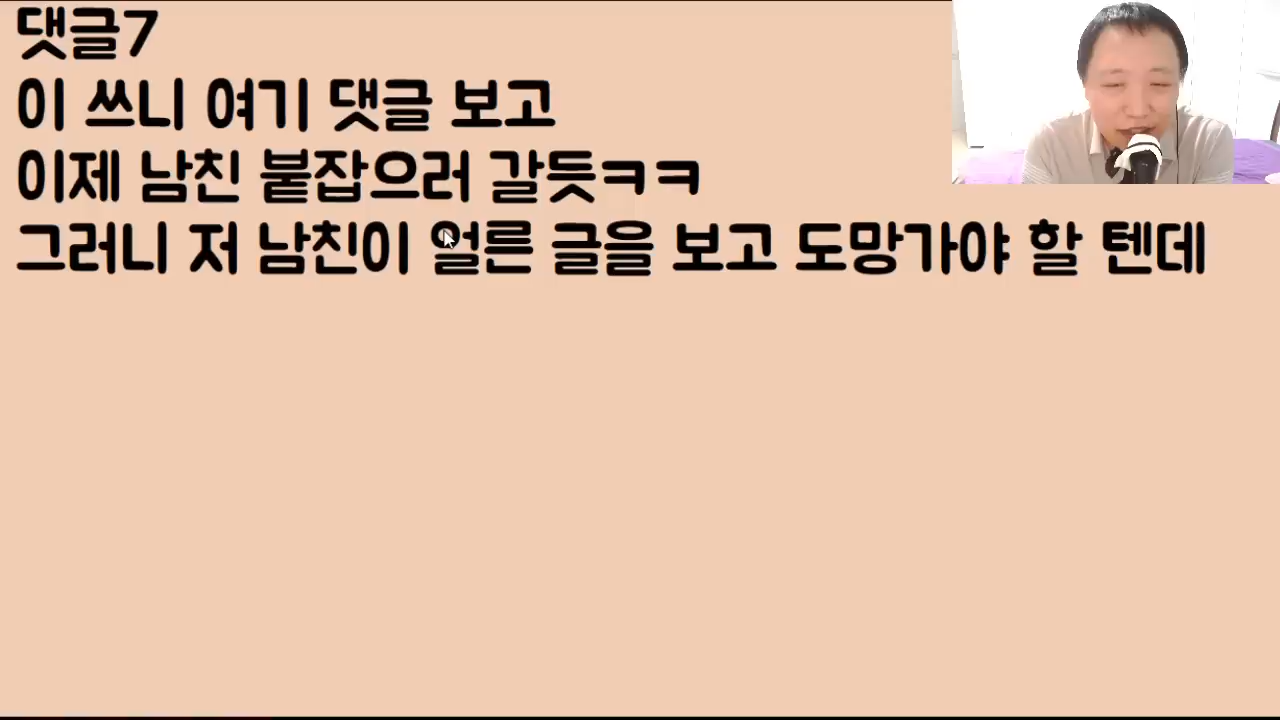 댓글7
이 쓰니 여기 댓글 보고
이제 남친 붙잡으러 갈듯ㅋㅋ
그러니 저 남친이 얼른 글을 보고 도망가야 할 텐데